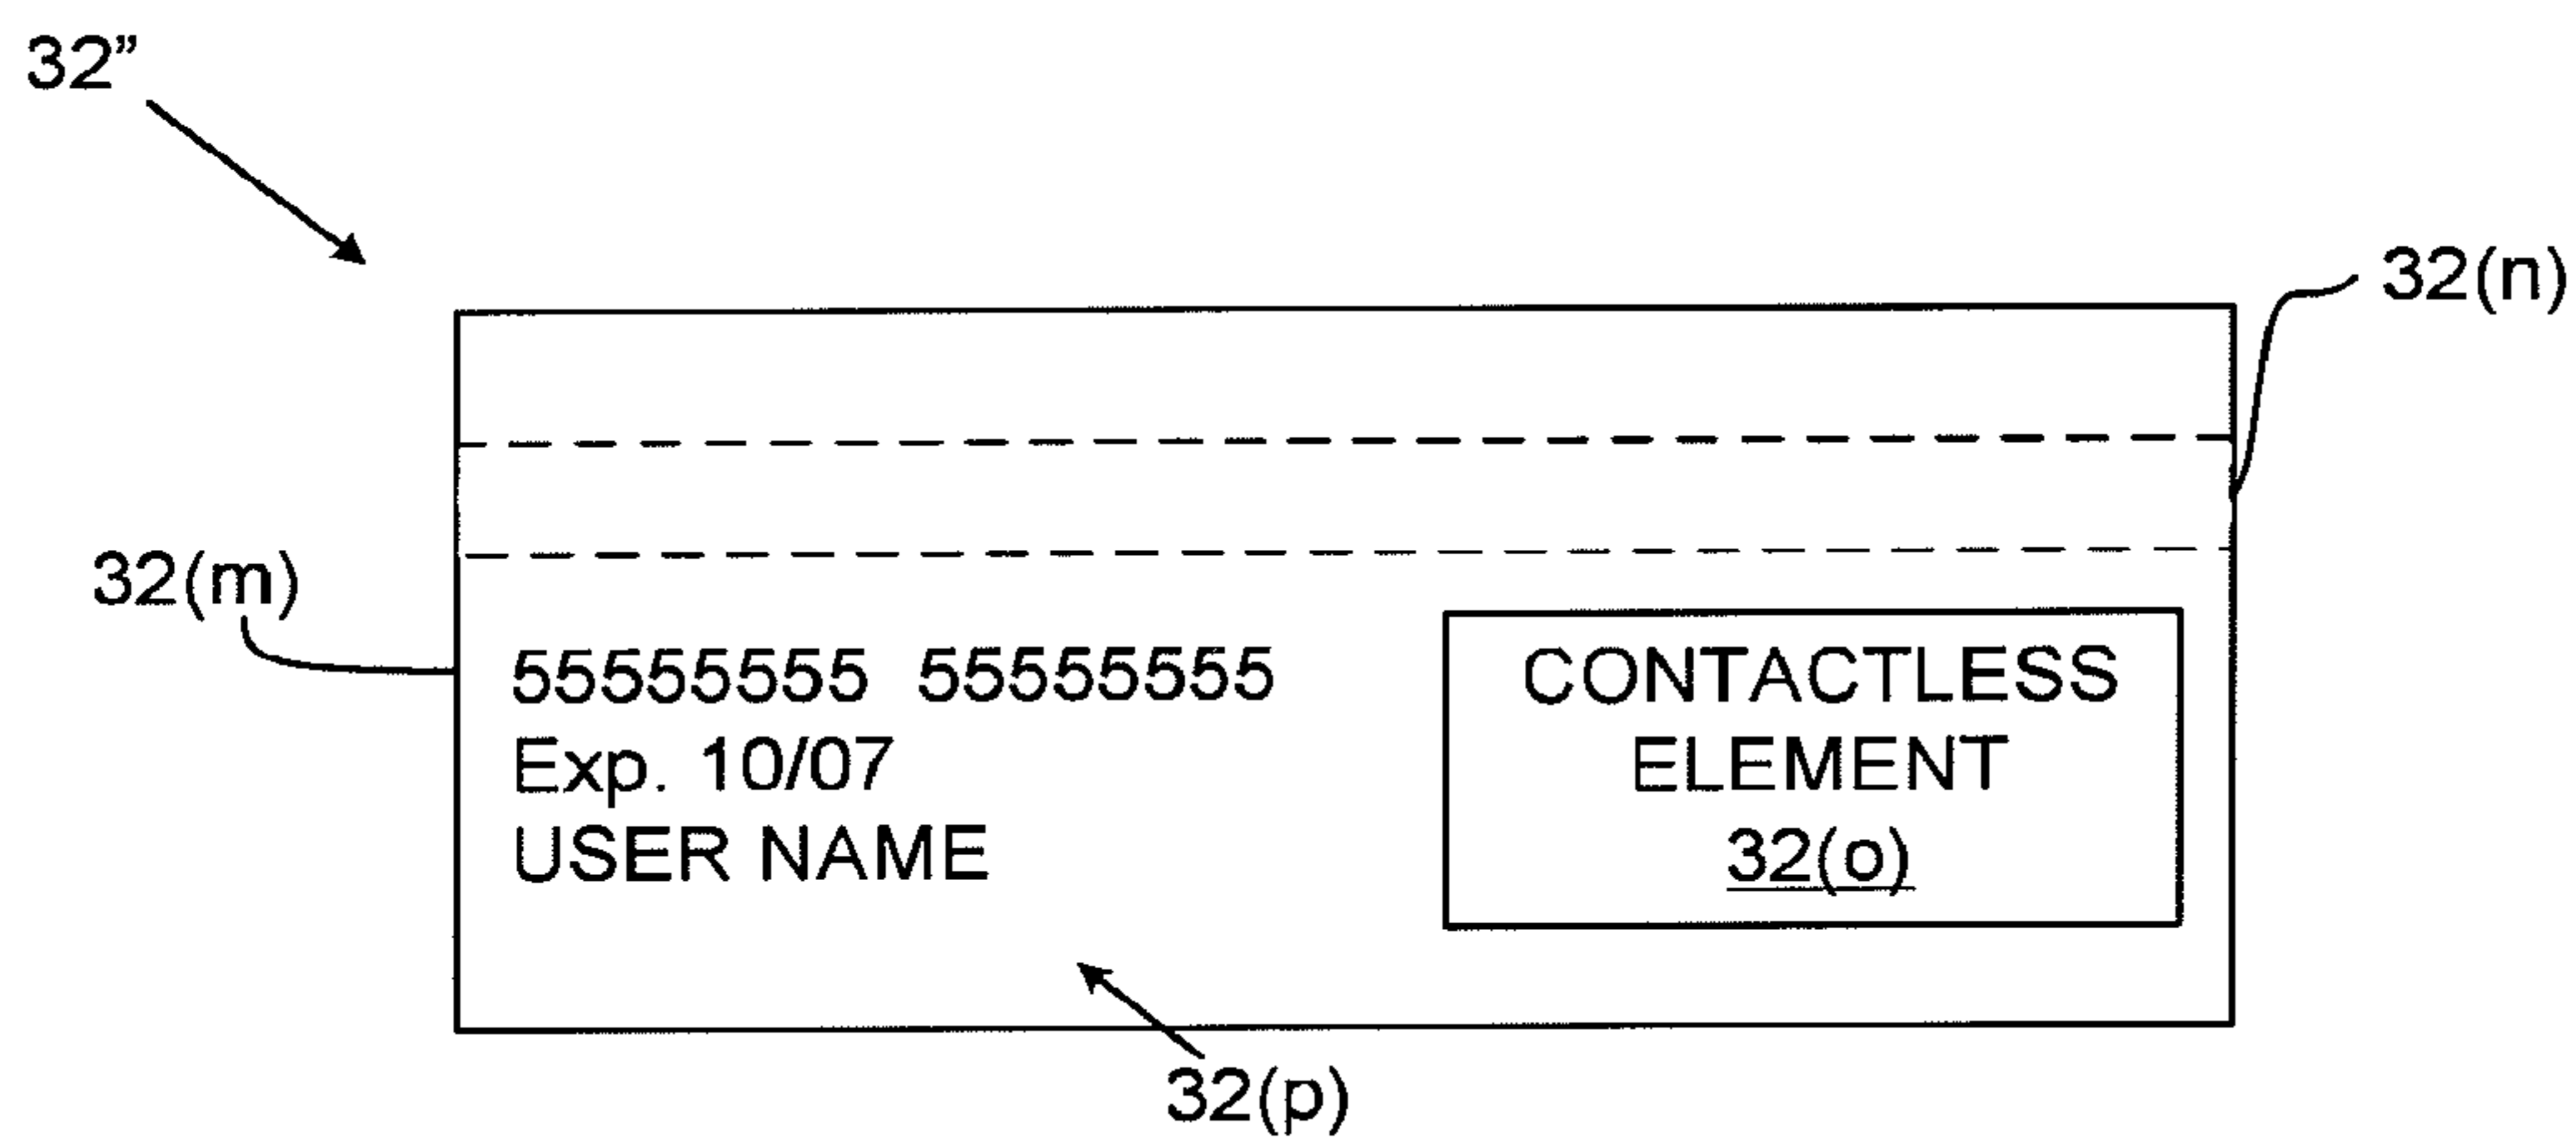 32”
32(n)
32(m)
55555555 55555555
Exp. 10/07
USER NAME
CONTACTLESS
ELEMENT
32(o)
32(p)